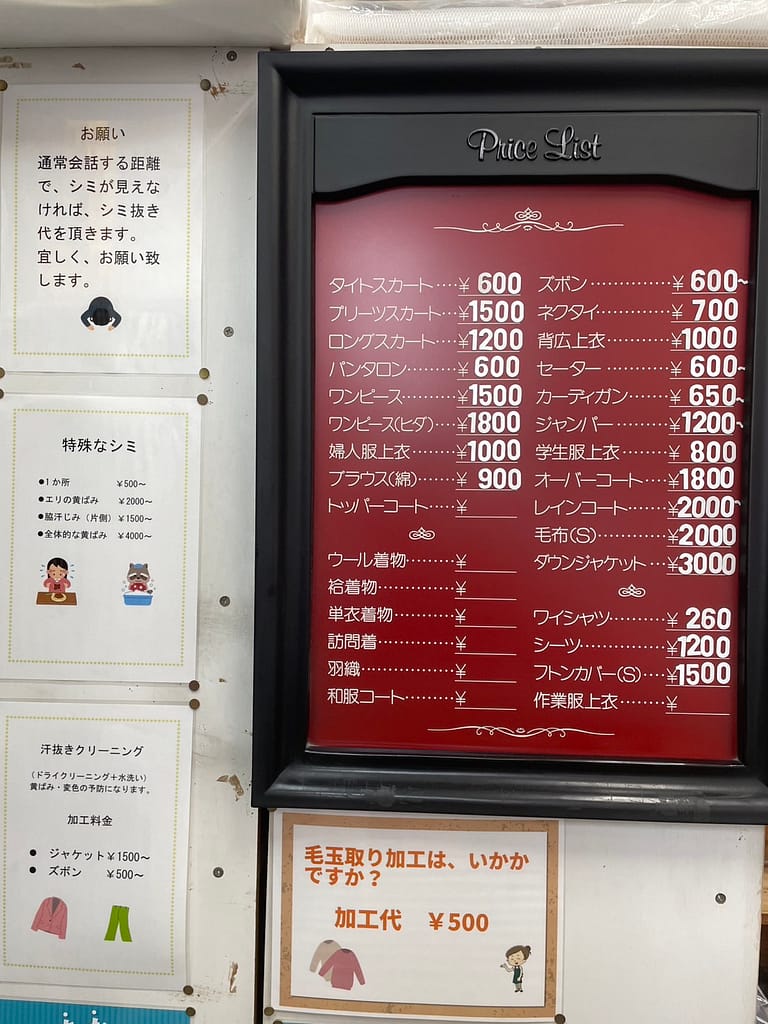 お願い
通常会話する距離
で、シミが見えな
ければ、シミ抜き
代を頂きます。
宜しく、お願い致
します。
特殊なシミ
●1か所 ¥500〜
●エリの黄ばみ ¥2000〜
●脇汗じみ（片側）¥1500〜
●全体的な黄ばみ ¥4000〜
汗抜きクリーニング
（ドライクリーニング＋水洗い）
黄ばみ・変色の予防になります。
加工料金
● ジャケット¥1500〜
● ズボン ¥500〜
Price List
タイトスカート‥‥¥600
プリーツスカート‥¥1500
ロングスカート‥‥¥1200
パンタロン‥‥‥‥¥600
ワンピース‥‥‥‥¥1500
ワンピース(ヒダ)‥¥1800
婦人服上衣‥‥‥‥¥1000
ブラウス(綿)‥‥‥¥900
トッパーコート‥‥¥
ウール着物‥‥‥‥¥
袷着物‥‥‥‥‥‥¥
単衣着物‥‥‥‥‥¥
訪問着‥‥‥‥‥‥¥
羽織‥‥‥‥‥‥‥¥
和服コート‥‥‥‥¥
ズボン‥‥‥‥‥‥¥600~
ネクタイ‥‥‥‥‥¥700
背広上衣‥‥‥‥‥¥1000
セーター‥‥‥‥‥¥600~
カーディガン‥‥‥¥650~
ジャンパー‥‥‥‥¥1200~
学生服上衣‥‥‥‥¥800
オーバーコート‥‥¥1800
レインコート‥‥‥¥2000~
毛布(S)‥‥‥‥‥¥2000
ダウンジャケット‥¥3000
ワイシャツ‥‥‥‥¥260
シーツ‥‥‥‥‥‥¥1200
フトンカバー(S)‥¥1500
作業服上衣‥‥‥‥¥
毛玉取り加工は、いかか
ですか？
加工代 ¥500